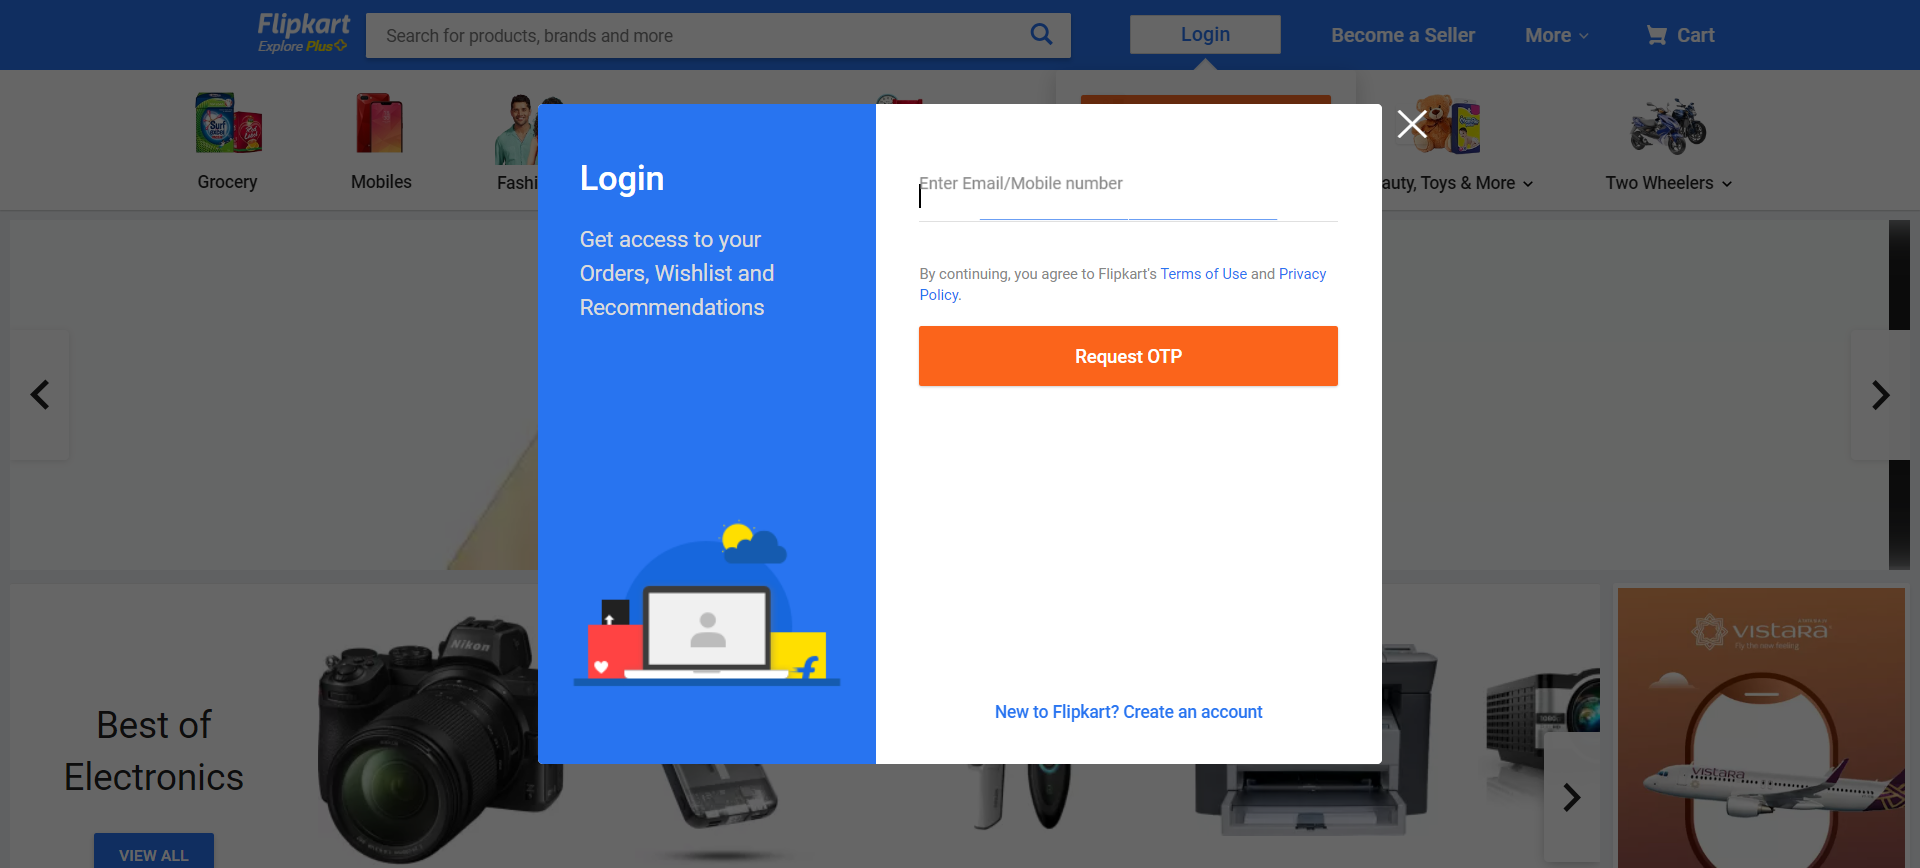 Flipkart
Explore Plus
Search for products, brands and more
Login
Become a Seller
More
Cart
Grocery
Mobiles
Fashi
auty, Toys & More
Two Wheelers
Login
Get access to your
Orders, Wishlist and
Recommendations
Enter Email/Mobile number
By continuing, you agree to Flipkart's Terms of Use and Privacy
Policy.
Request OTP
New to Flipkart? Create an account
Best of
Electronics
VIEW ALL
Nikon
Surf
excel
VISTARA
Fly the new feeling
vistara
1080